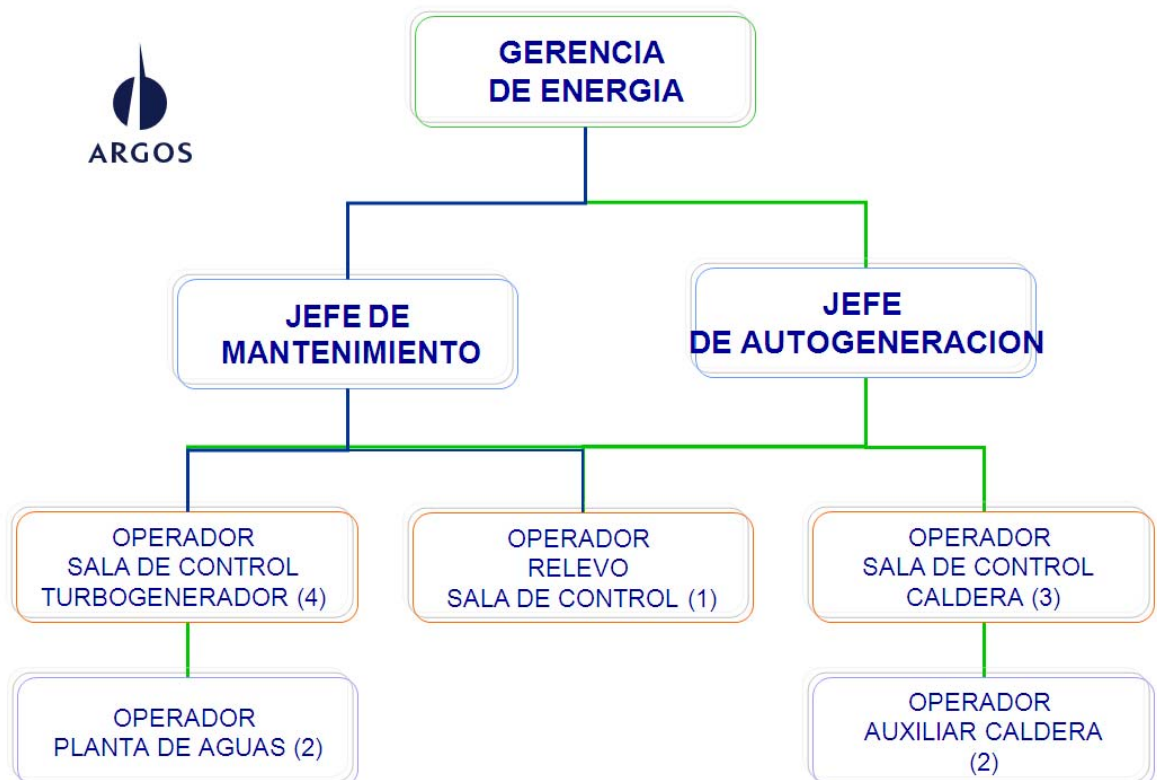 GERENCIA
DE ENERGIA
ARGOS
JEFE DE
MANTENIMIENTO
JEFE
DE AUTOGENERACION
OPERADOR
SALA DE CONTROL
TURBOGENERADOR (4)
OPERADOR
RELEVO
SALA DE CONTROL (1)
OPERADOR
SALA DE CONTROL
CALDERA (3)
OPERADOR
PLANTA DE AGUAS (2)
OPERADOR
AUXILIAR CALDERA
(2)